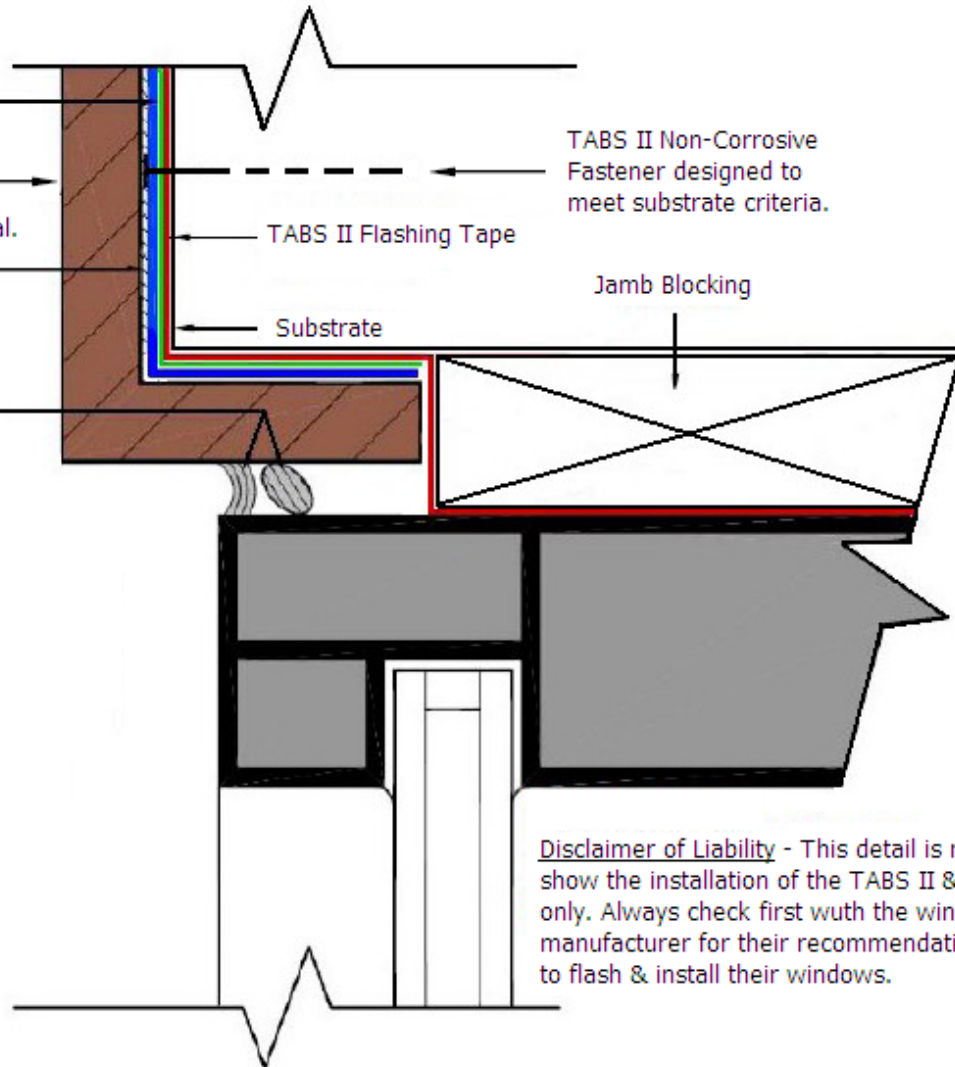 TABS II Non-Corrosive
Fastener designed to
meet substrate criteria.
al.
TABS II Flashing Tape
Jamb Blocking
Substrate
Disclaimer of Liability - This detail is
show the installation of the TABS II &
only. Always check first wuth the win
manufacturer for their recommendati
to flash & install their windows.